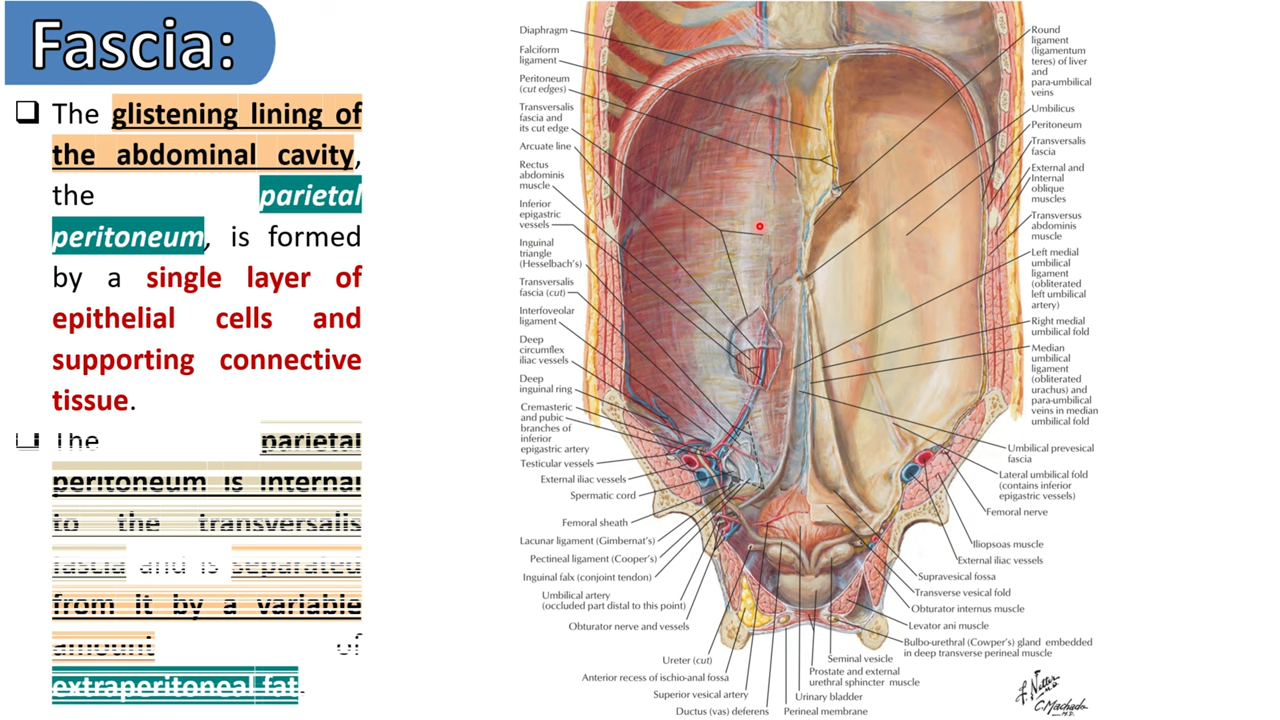 Fascia:
The glistening lining of
the abdominal cavity,
the parietal
peritoneum, is formed
by a single layer of
epithelial cells and
supporting connective
tissue.
The parietal
peritoneum is internal
to the transversalis
fascia and is separated
from it by a variable
amount of
extraperitoneal fat.
Diaphragm
Falciform
ligament
Peritoneum
(cut edges)
Transversalis
fascia and
its cut edge
Arcuate line
Rectus
abdominis
muscle
Inferior
epigastric
vessels
Inguinal
triangle
(Hesselbach's)
Transversalis
fascia (cut)
Interfoveolar
ligament
Deep
circumflex
iliac vessels
Deep
inguinal ring
Cremasteric
and pubic
branches of
inferior
epigastric artery
Testicular vessels
External iliac vessels
Spermatic cord
Femoral sheath
Lacunar ligament (Gimbernat's)
Pectineal ligament (Cooper's)
Inguinal falx (conjoint tendon)
Umbilical artery
(occluded part distal to this point)
Obturator nerve and vessels
Ureter (cut)
Anterior recess of ischio-anal fossa
Superior vesical artery
Ductus (vas) deferens
Round
ligament
(ligamentum
teres) of liver
and
para-umbilical
veins
Umbilicus
Peritoneum
Transversalis
fascia
External and
Internal
oblique
muscles
Transversus
abdominis
muscle
Left medial
umbilical
ligament
(obliterated
left umbilical
artery)
Right medial
umbilical fold
Median
umbilical
ligament
(obliterated
urachus) and
para-umbilical
veins in median
umbilical fold
Umbilical prevesical
fascia
Lateral umbilical fold
(contains inferior
epigastric vessels)
Femoral nerve
Iliopsoas muscle
External iliac vessels
Supravesical fossa
Transverse vesical fold
Obturator internus muscle
Levator ani muscle
Bulbo-urethral (Cowper's) gland embedded
in deep transverse perineal muscle
Seminal vesicle
Prostate and external
urethral sphincter muscle
Urinary bladder
Perineal membrane
F. Netter
M.D.
C. Machado
M.D.